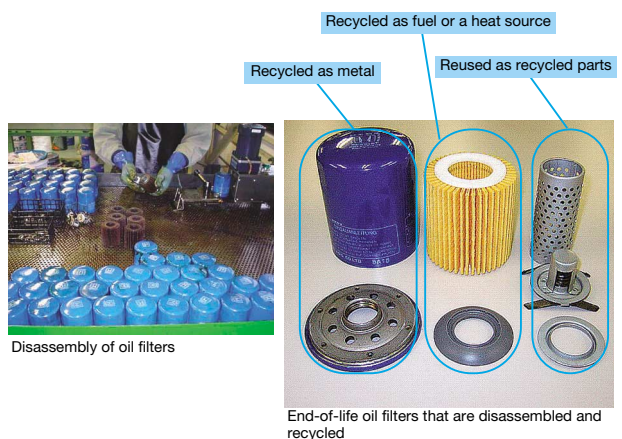 Recycled as fuel or a heat source
Recycled as metal
Reused as recycled parts
Disassembly of oil filters
End-of-life oil filters that are disassembled and
recycled